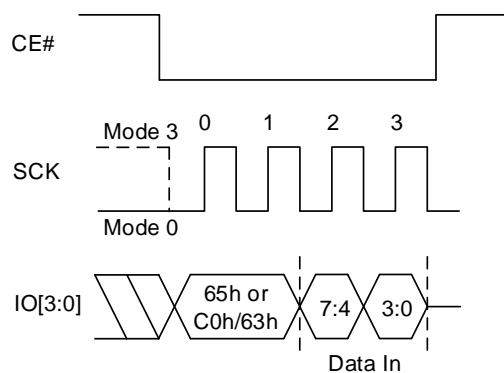 CE#
Mode 3
0 1 2 3
SCK
Mode 0
IO[3:0]
65h or
C0h/63h
7:4
3:0
Data In